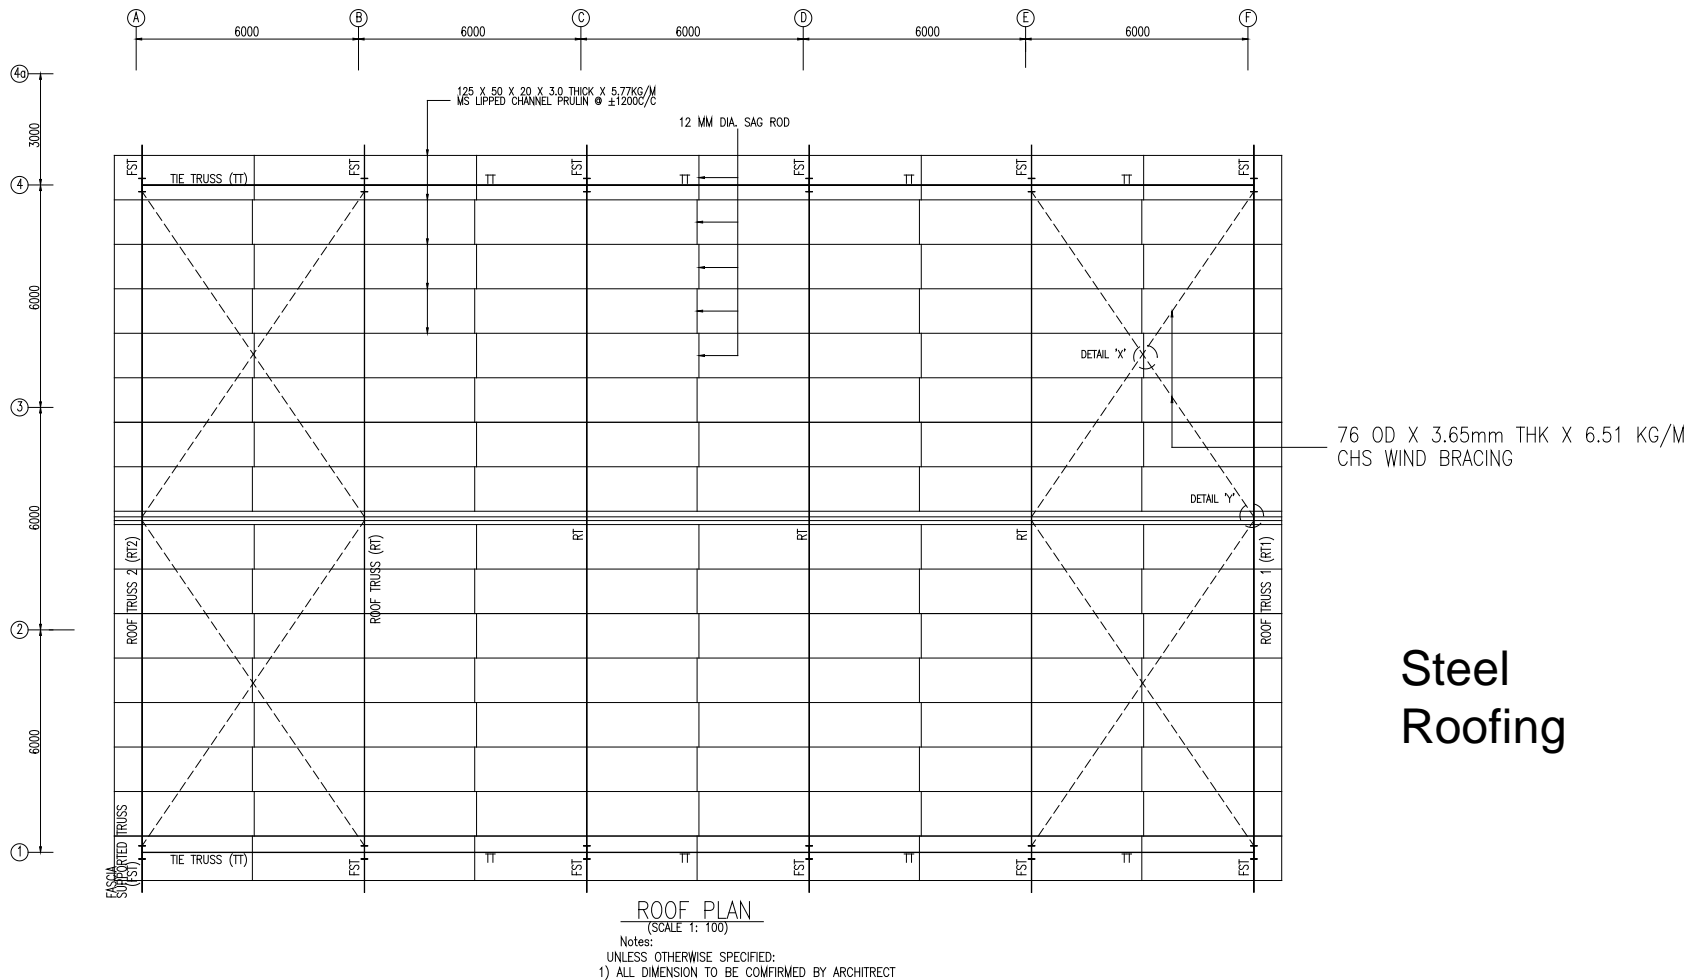 A
B
C
D
E
F
6000
6000
6000
6000
6000
4a
3000
4
6000
3
6000
2
6000
1
125 X 50 X 20 X 3.0 THICK X 5.77KG/M
MS LIPPED CHANNEL PRULIN @ ±1200C/C
12 MM DIA. SAG ROD
FST
FST
FST
FST
FST
FST
TIE TRUSS (TT)
TT
TT
TT
TT
DETAIL 'X'
76 OD X 3.65mm THK X 6.51 KG/M
CHS WIND BRACING
DETAIL 'Y'
ROOF TRUSS 2 (RT2)
ROOF TRUSS (RT)
RT
RT
RT
ROOF TRUSS 1 (RT1)
Steel
Roofing
FASCIA
SUPPORTED TRUSS
(FST)
TIE TRUSS (TT)
TT
TT
TT
TT
FST
FST
FST
FST
FST
ROOF PLAN
(SCALE 1: 100)
Notes:
UNLESS OTHERWISE SPECIFIED:
1) ALL DIMENSION TO BE COMFIRMED BY ARCHITRECT